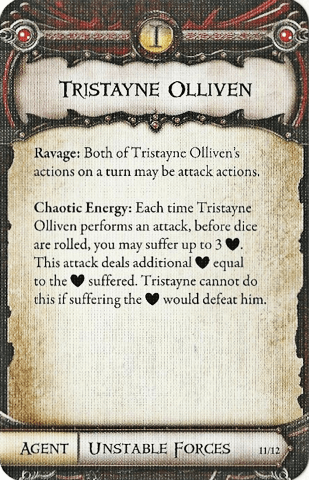 I
Tristayne Olliven
Ravage: Both of Tristayne Olliven's
actions on a turn may be attack actions.
Chaotic Energy: Each time Tristayne
Olliven performs an attack, before dice
are rolled, you may suffer up to 3 ♥.
This attack deals additional ♥ equal
to the ♥ suffered. Tristayne cannot do
this if suffering the ♥ would defeat him.
Agent Unstable Forces 11/12